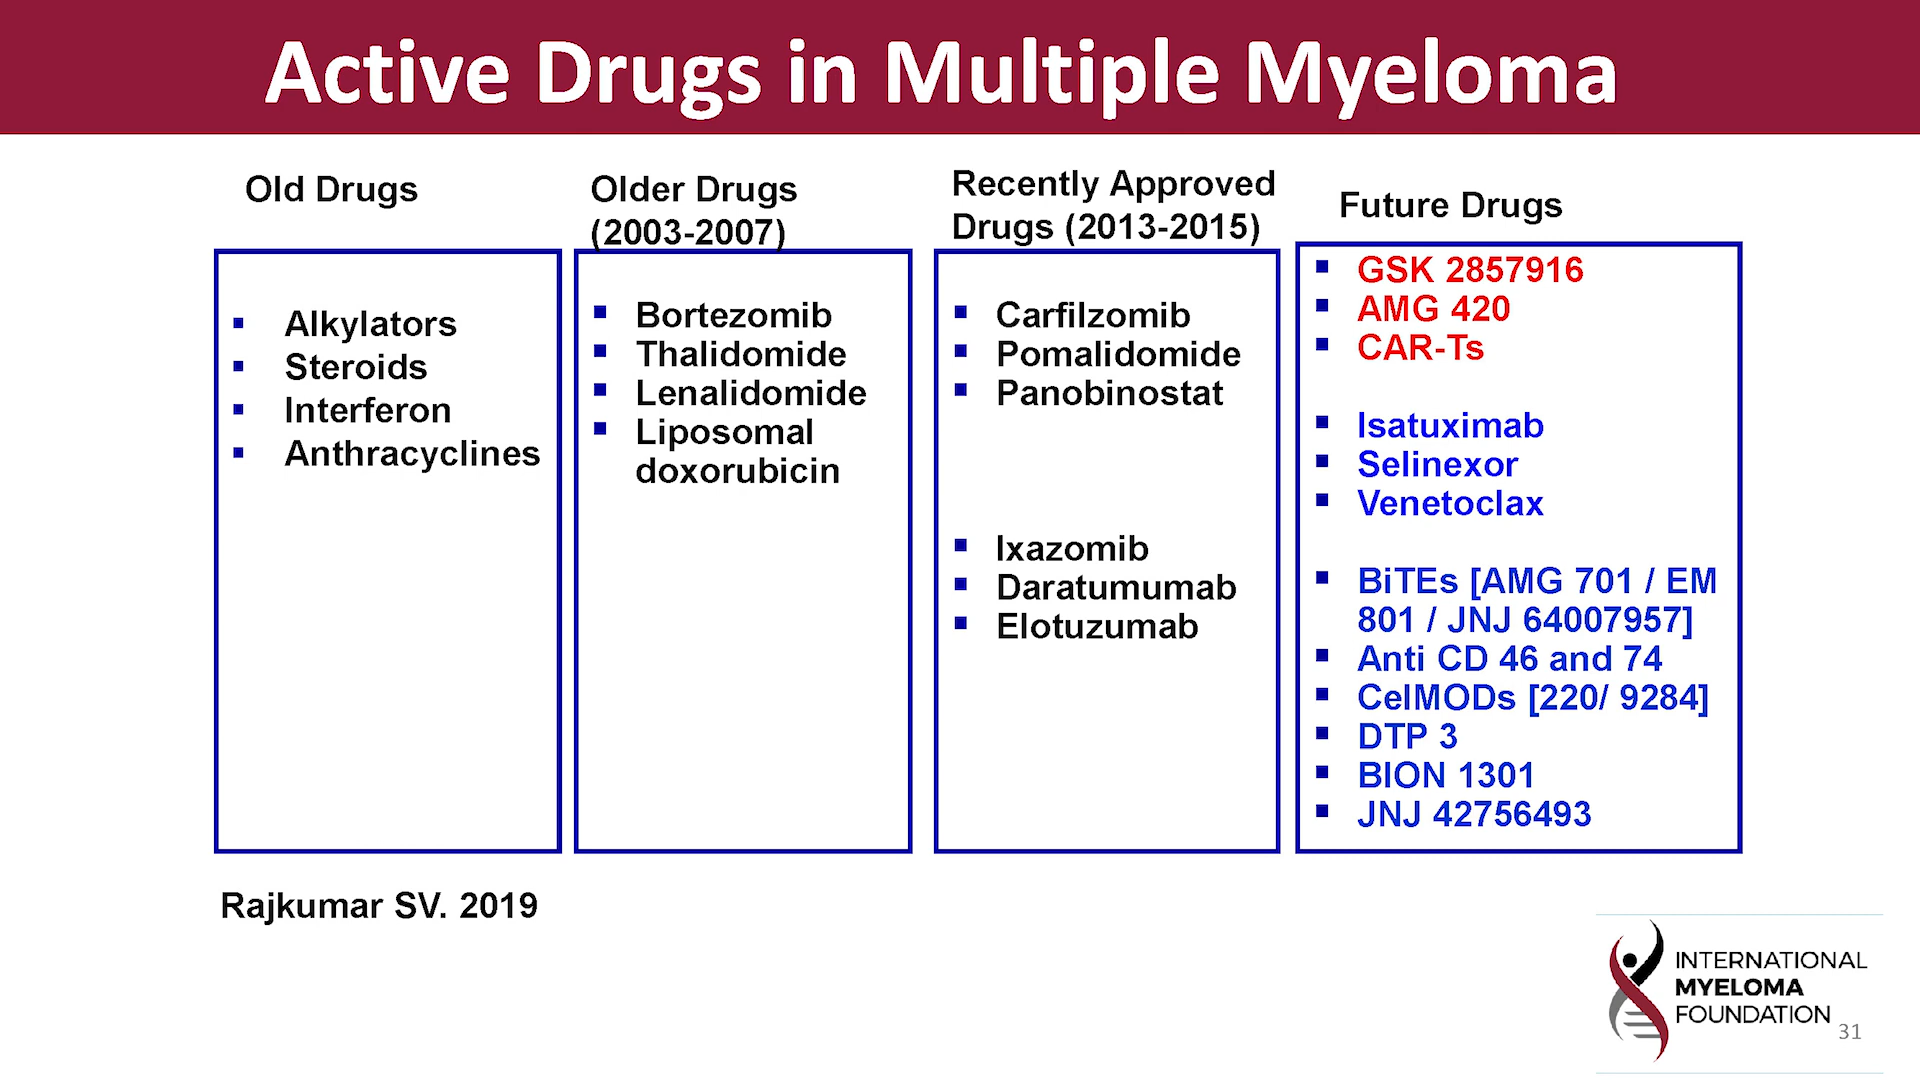 Active Drugs in Multiple Myeloma
Old Drugs
Alkylators
Steroids
Interferon
Anthracyclines
Older Drugs
(2003-2007)
Bortezomib
Thalidomide
Lenalidomide
Liposomal
doxorubicin
Recently Approved
Drugs (2013-2015)
Carfilzomib
Pomalidomide
Panobinostat
Ixazomib
Daratumumab
Elotuzumab
Future Drugs
GSK 2857916
AMG 420
CAR-Ts
Isatuximab
Selinexor
Venetoclax
BiTEs [AMG 701 / EM
801 / JNJ 64007957]
Anti CD 46 and 74
CelMODs [220/ 9284]
DTP 3
BION 1301
JNJ 42756493
Rajkumar SV. 2019
INTERNATIONAL
MYELOMA
FOUNDATION
31